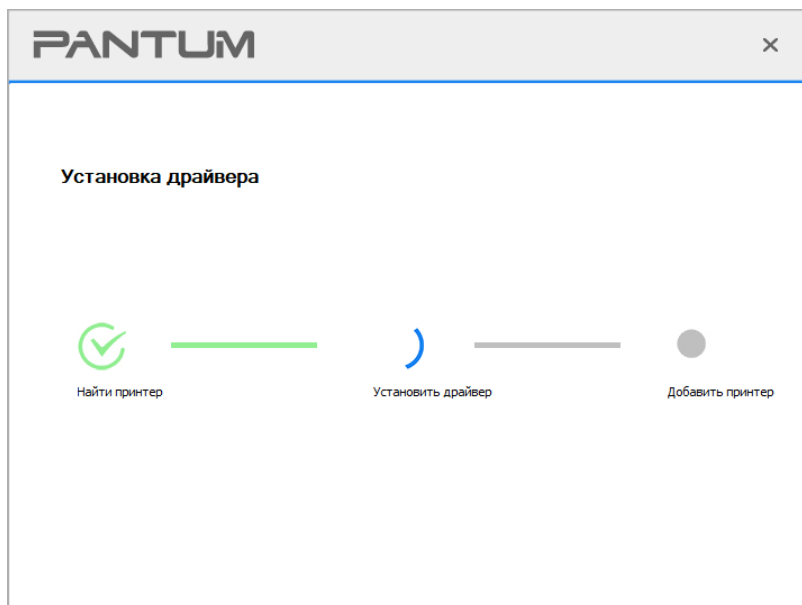 PANTUM
Установка драйвера
Найти принтер
Установить драйвер
Добавить принтер